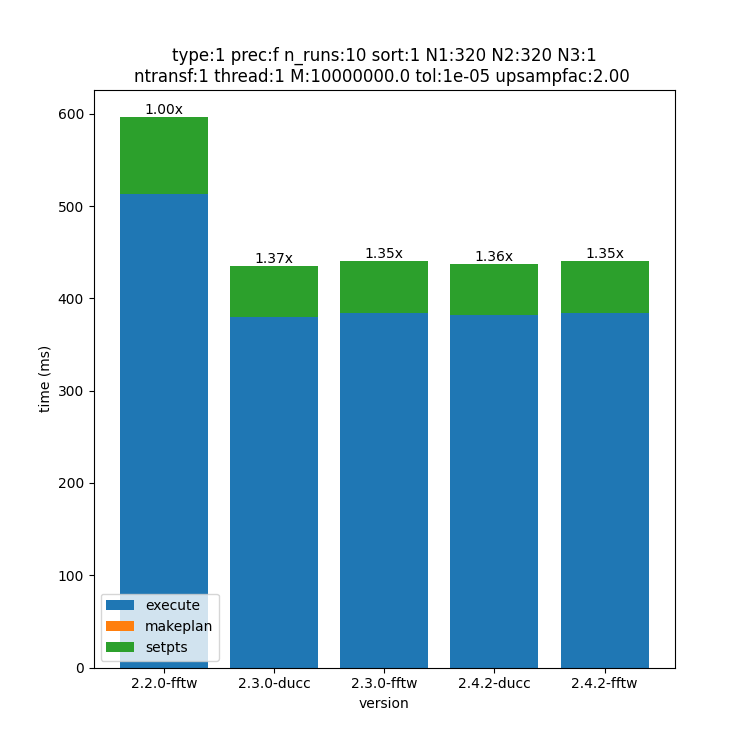 type:1 prec:f n_runs:10 sort:1 N1:320 N2:320 N3:1
ntransf:1 thread:1 M:10000000.0 tol:1e-05 upsampfac:2.00
600
500
400
300
200
100
0
time (ms)
1.00x
1.37x
1.35x
1.36x
1.35x
execute
makeplan
setpts
2.2.0-fftw
2.3.0-ducc
2.3.0-fftw
2.4.2-ducc
2.4.2-fftw
version